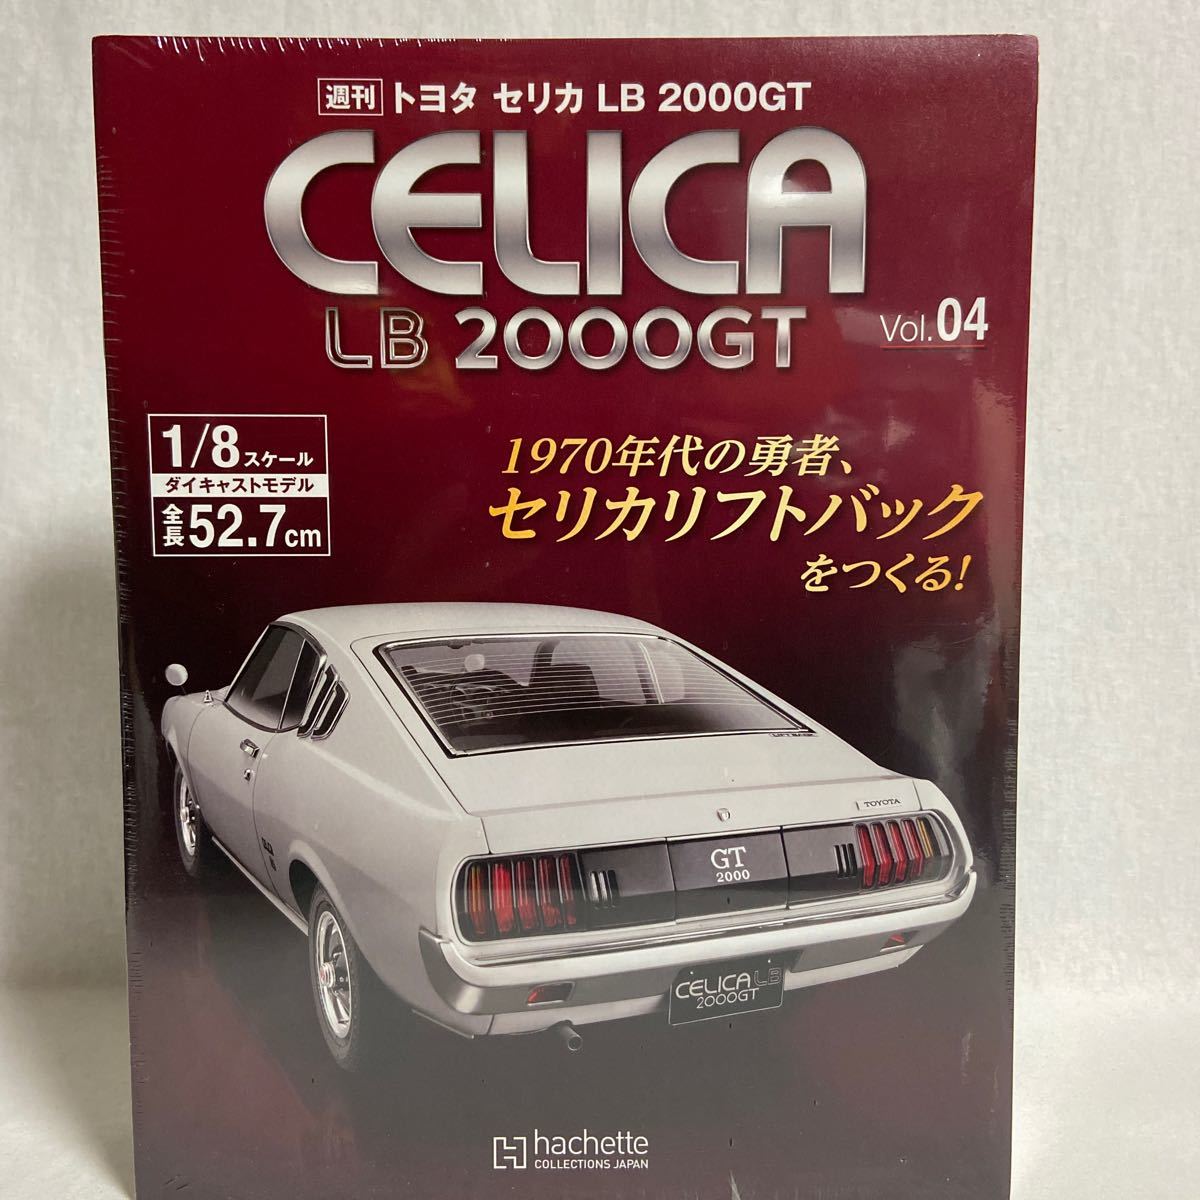 週刊 トヨタ セリカ LB 2000GT
CELICA
LB 2000GT
Vol.04
1/8スケール
ダイキャストモデル
全長52.7cm
1970年代の勇者、
セリカリフトバック
をつくる!
LIFTBACK
TOYOTA
GT
2000
CELICA LB
2000GT
hachette
COLLECTIONS JAPAN